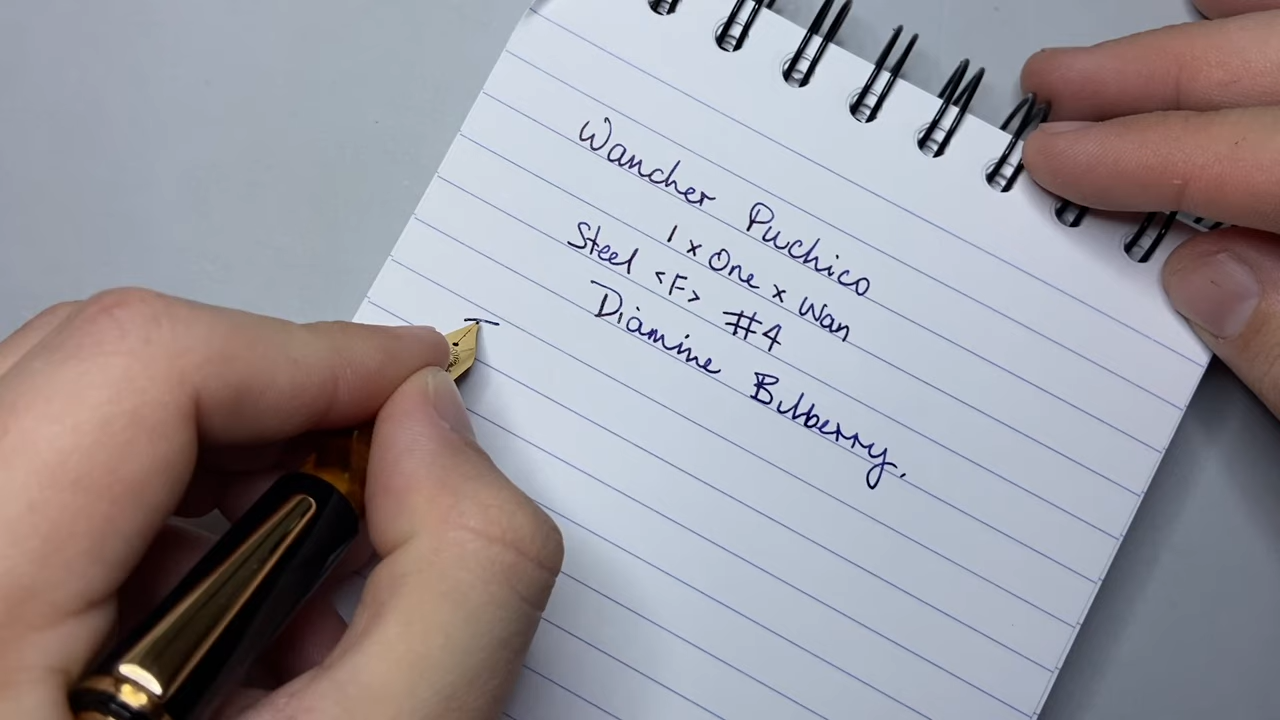 Wancher Puchico
1 x One x Wan
Steel <F> #4
Diamine Bilberry.